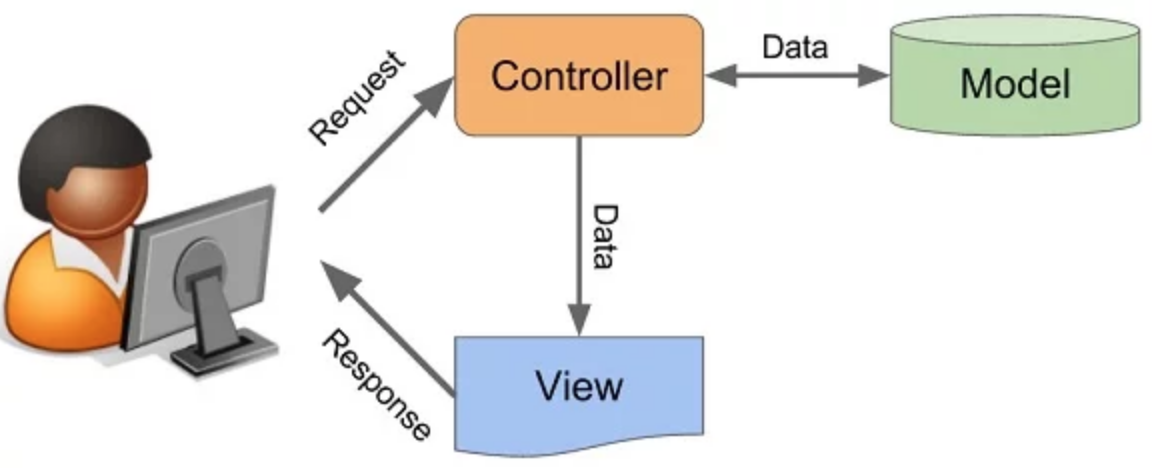 Request
Controller
Data
Model
Data
View
Response